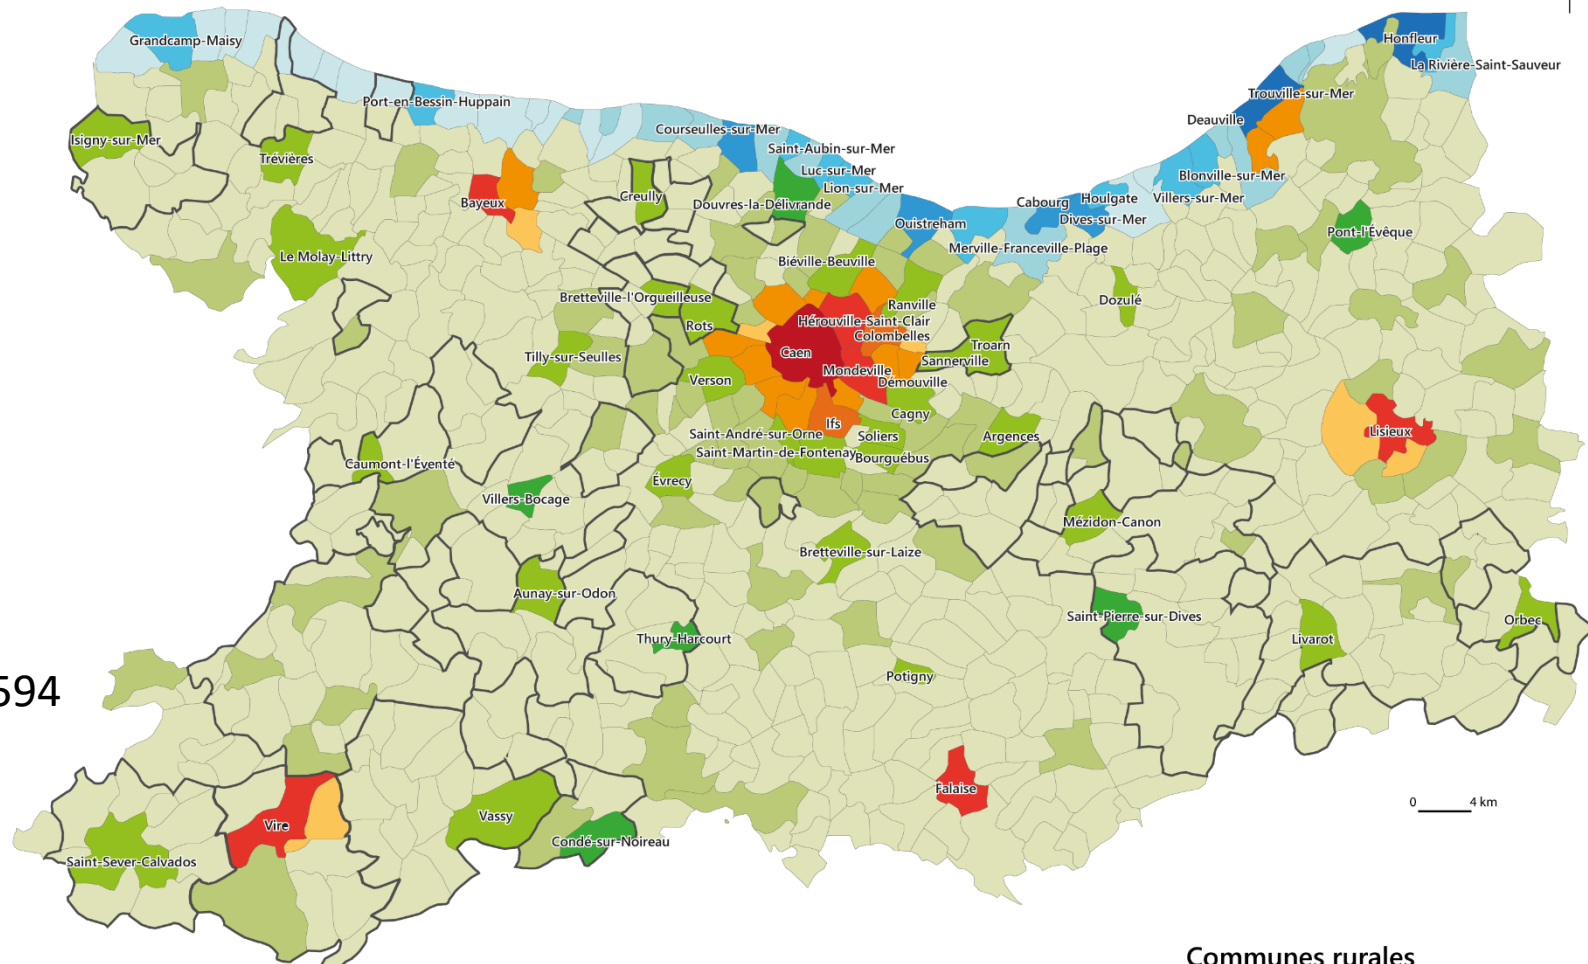 Grandcamp-Maisy
Honfleur
La Rivière-Saint-Sauveur
Port-en-Bessin-Huppain
Trouville-sur-Mer
Deauville
Courseulles-sur-Mer
Isigny-sur-Mer
Saint-Aubin-sur-Mer
Trévières
Luc-sur-Mer
Blonville-sur-Mer
Lion-sur-Mer
Creully
Villers-sur-Mer
Houlgate
Cabourg
Bayeux
Douvres-la-Délivrande
Dives-sur-Mer
Ouistreham
Pont-l'Évêque
Merville-Franceville-Plage
Le Molay-Littry
Biéville-Beuville
Bretteville-l'Orgueilleuse
Dozulé
Ranville
Hérouville-Saint-Clair
Rots
Colombelles
Troarn
Caen
Tilly-sur-Seulles
Sannerville
Mondeville
Verson
Démouville
Cagny
Ifs
Lisieux
Saint-André-sur-Orne
Soliers
Argences
Saint-Martin-de-Fontenay
Bourguébus
Caumont-l'Éventé
Évrecy
Villers-Bocage
Mézidon-Canon
Bretteville-sur-Laize
Aunay-sur-Odon
Saint-Pierre-sur-Dives
Orbec
Thury-Harcourt
Livarot
Potigny
594
Falaise
0 4 km
Vassy
Vire
Condé-sur-Noireau
Saint-Sever-Calvados
Communes rurales